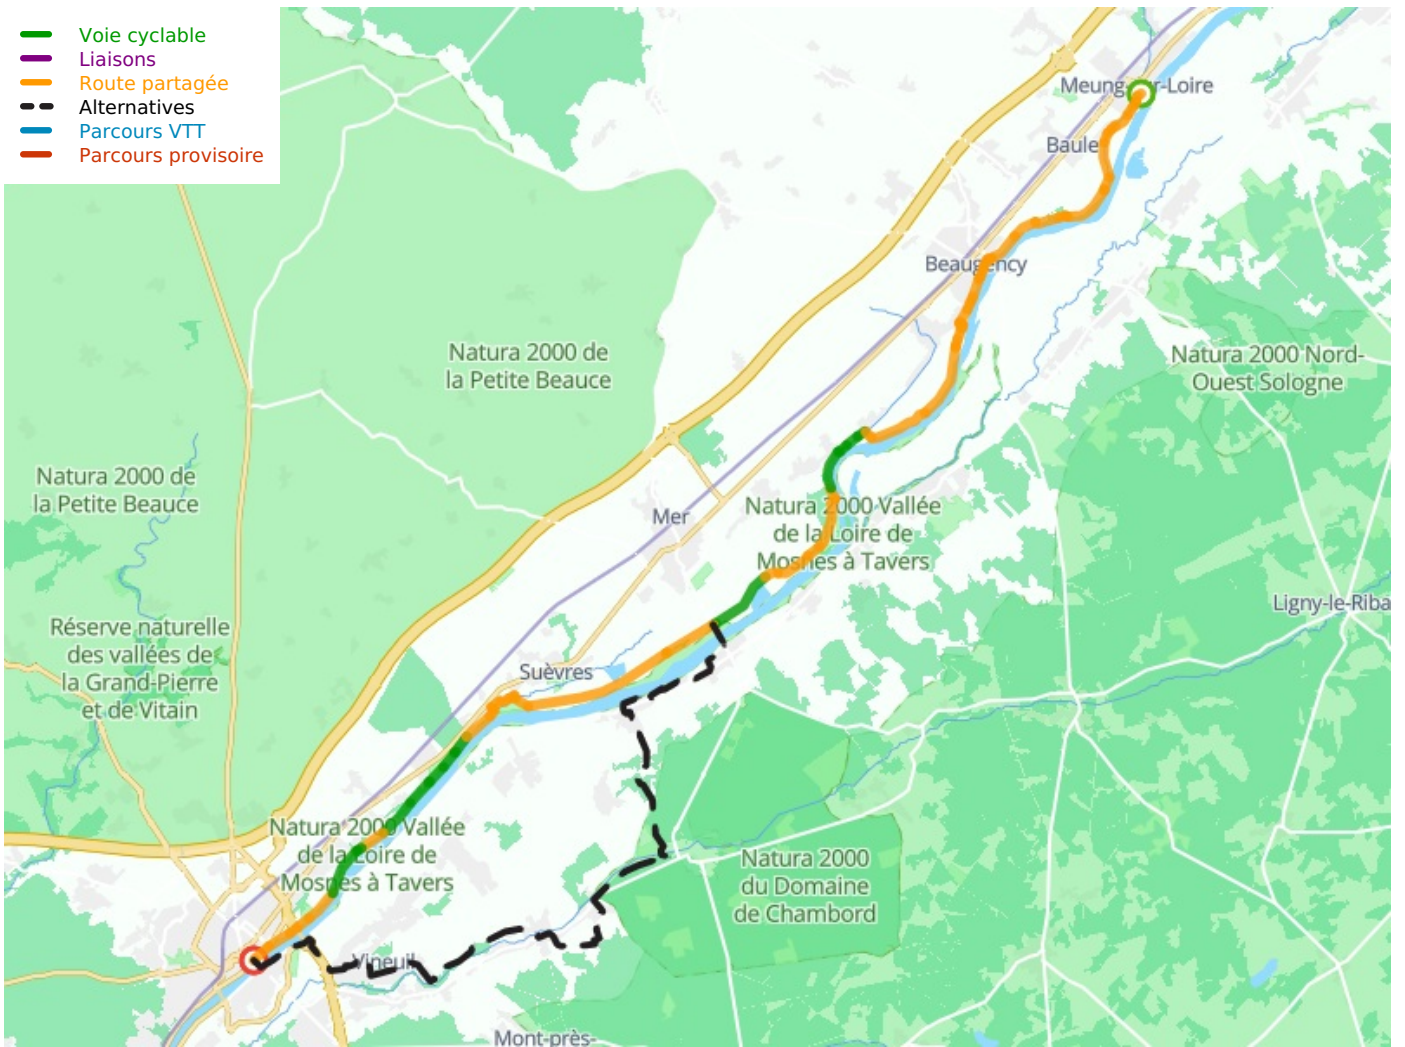 Voie cyclable
Liaisons
Route partagée
Alternatives
Parcours VTT
Parcours provisoire
Meung-sur-Loire
Baule
Beaugency
Natura 2000 de
la Petite Beauce
Natura 2000 Nord-
Ouest Sologne
Natura 2000 de
la Petite Beauce
Mer
Natura 2000 Vallée
de la Loire de
Mosnes à Tavers
Ligny-le-Riba
Réserve naturelle
des vallées de
la Grand-Pierre
et de Vitain
Suèvres
Natura 2000 Vallée
de la Loire de
Mosnes à Tavers
Natura 2000
du Domaine
de Chambord
Vineuil
Mont-près-